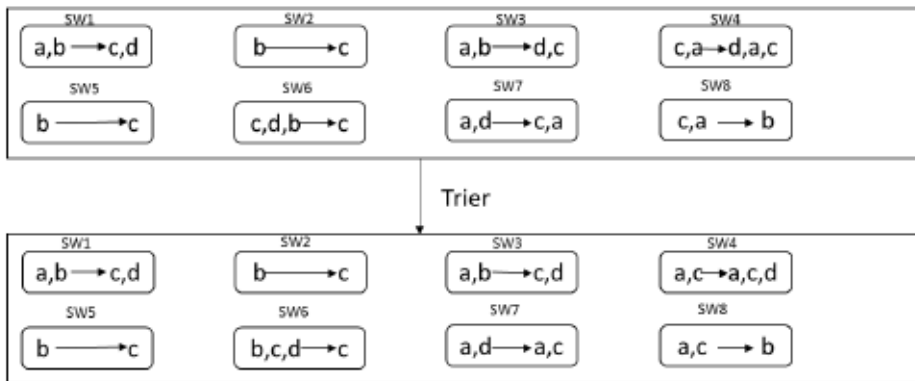 SW1 SW2 SW3 SW4
a,b → c,d b → c a,b → d,c c,a → d,a,c
SW5 SW6 SW7 SW8
b → c c,d,b → c a,d → c,a c,a → b
Trier
SW1 SW2 SW3 SW4
a,b → c,d b → c a,b → c,d a,c → a,c,d
SW5 SW6 SW7 SW8
b → c b,c,d → c a,d → a,c a,c → b